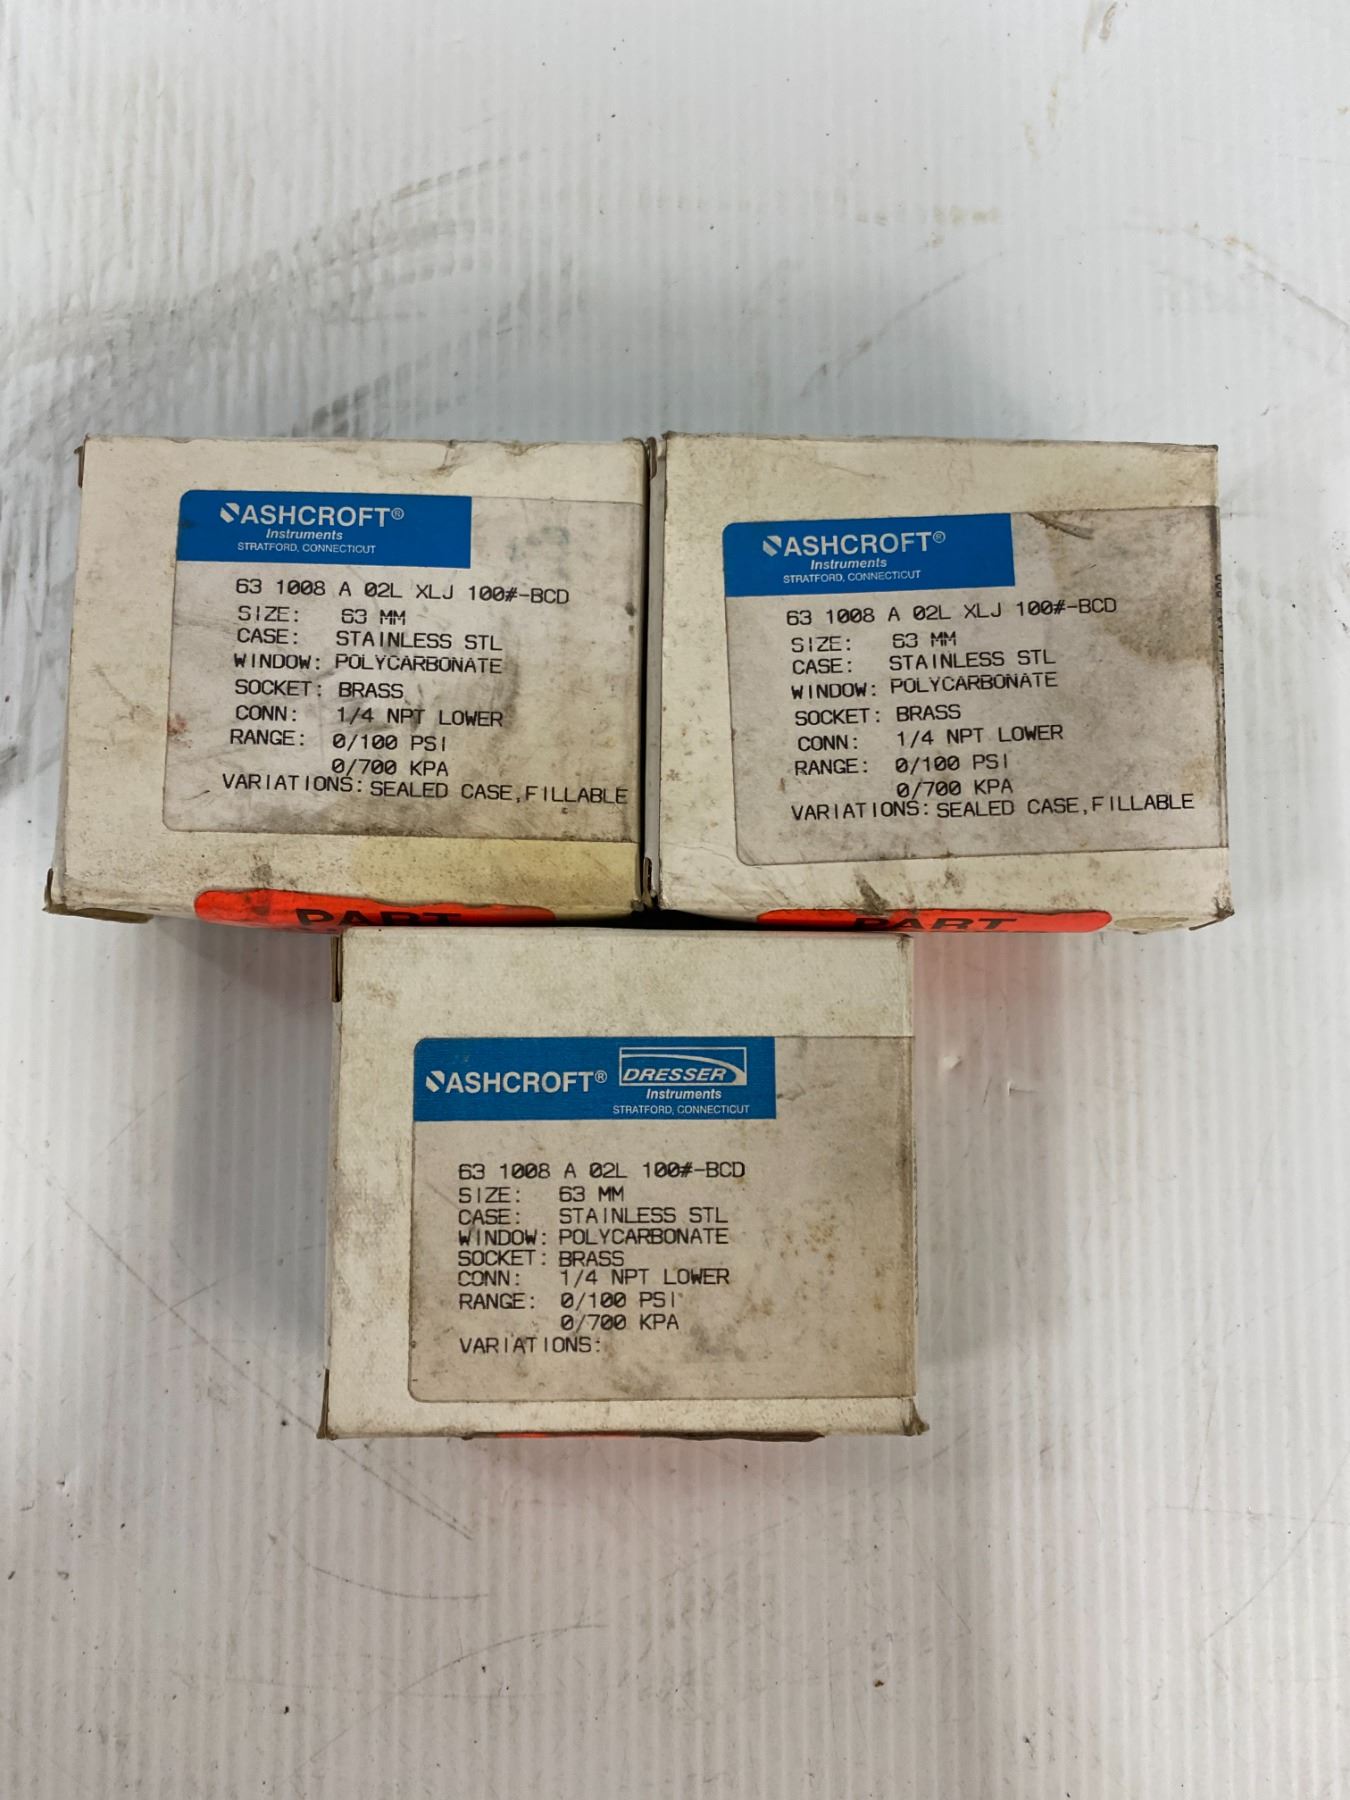 ASHCROFT®
Instruments
STRATFORD, CONNECTICUT
63 1008 A 02L XLJ 100#-BCD
SIZE: 63 MM
CASE: STAINLESS STL
WINDOW: POLYCARBONATE
SOCKET: BRASS
CONN: 1/4 NPT LOWER
RANGE: 0/100 PSI
0/700 KPA
VARIATIONS: SEALED CASE,FILLABLE
PART
ASHCROFT®
Instruments
STRATFORD, CONNECTICUT
63 1008 A 02L XLJ 100#-BCD
SIZE: 63 MM
CASE: STAINLESS STL
WINDOW: POLYCARBONATE
SOCKET: BRASS
CONN: 1/4 NPT LOWER
RANGE: 0/100 PSI
0/700 KPA
VARIATIONS: SEALED CASE,FILLABLE
PART
ASHCROFT® DRESSER
Instruments
STRATFORD, CONNECTICUT
63 1008 A 02L 100#-BCD
SIZE: 63 MM
CASE: STAINLESS STL
WINDOW: POLYCARBONATE
SOCKET: BRASS
CONN: 1/4 NPT LOWER
RANGE: 0/100 PSI
0/700 KPA
VARIATIONS: